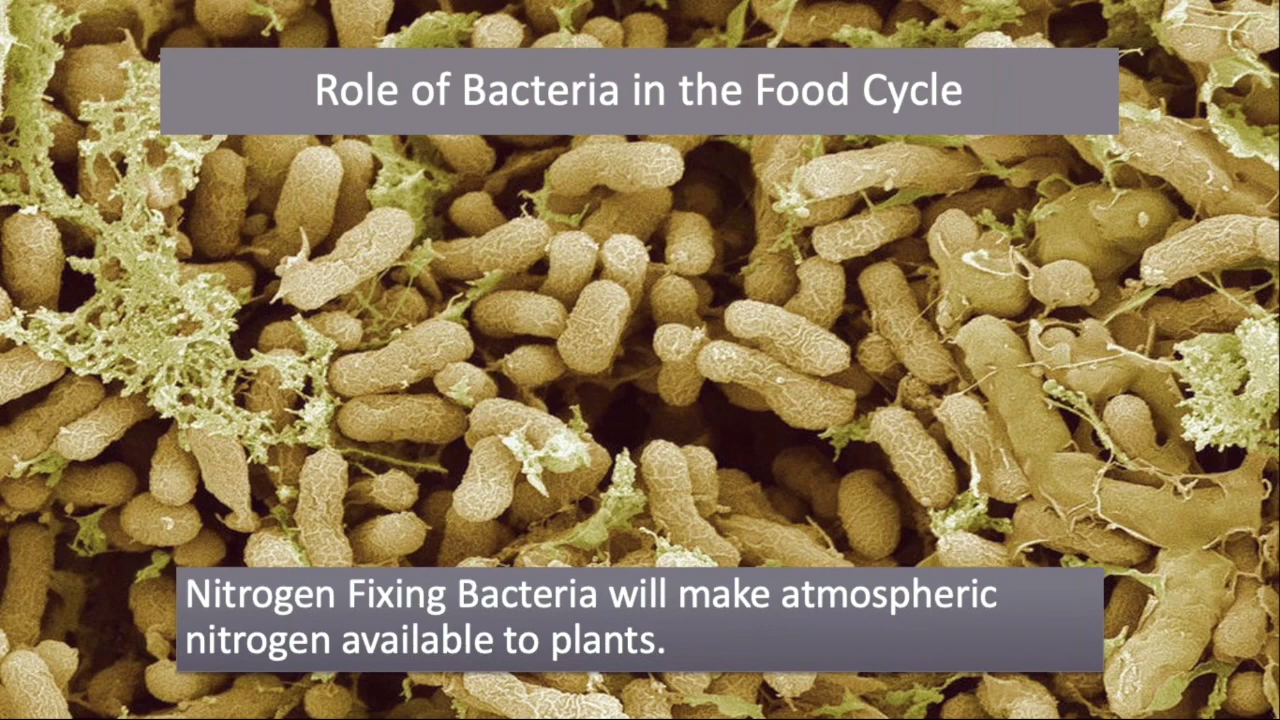 Role of Bacteria in the Food Cycle
Nitrogen Fixing Bacteria will make atmospheric
nitrogen available to plants.